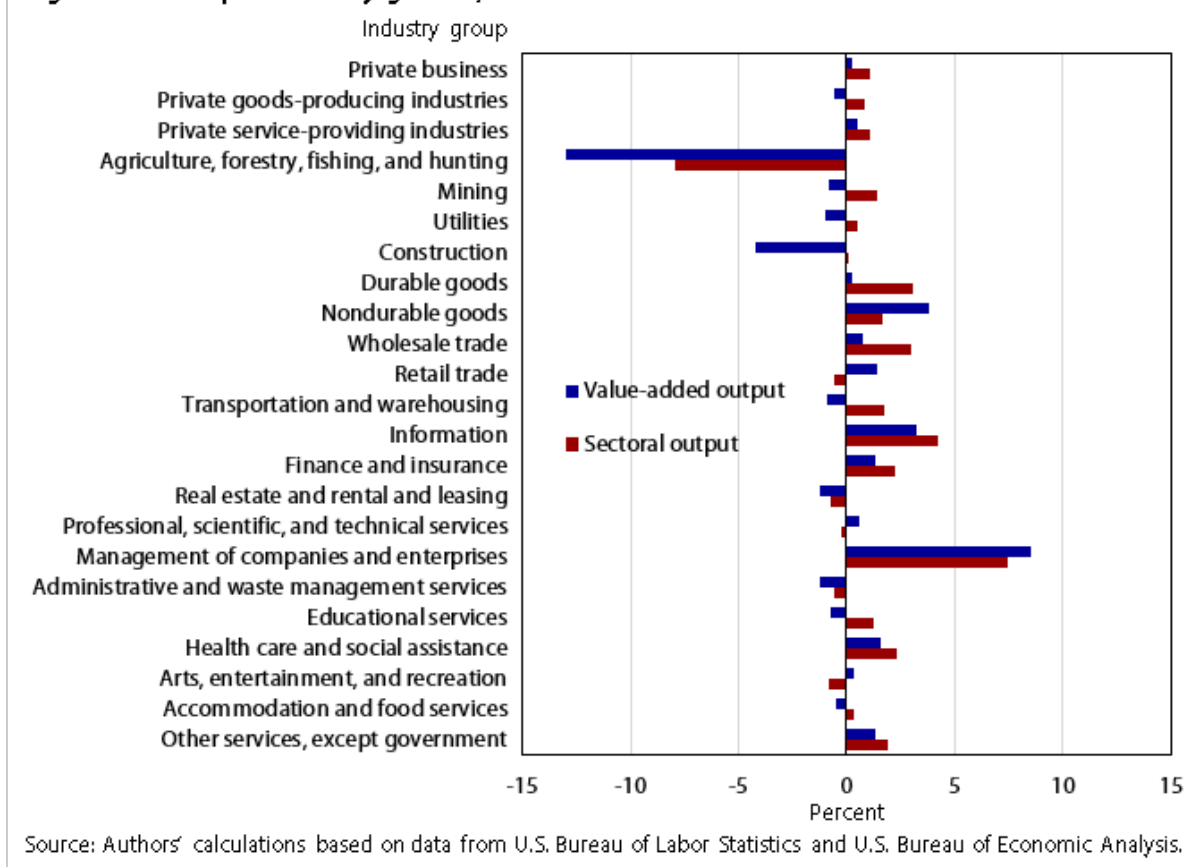 Industry group
Private business
Private goods-producing industries
Private service-providing industries
Agriculture, forestry, fishing, and hunting
Mining
Utilities
Construction
Durable goods
Nondurable goods
Wholesale trade
Retail trade
Transportation and warehousing
Information
Finance and insurance
Real estate and rental and leasing
Professional, scientific, and technical services
Management of companies and enterprises
Administrative and waste management services
Educational services
Health care and social assistance
Arts, entertainment, and recreation
Accommodation and food services
Other services, except government
Value-added output
Sectoral output
-15 -10 -5 0 5 10 15
Percent
Source: Authors' calculations based on data from U.S. Bureau of Labor Statistics and U.S. Bureau of Economic Analysis.